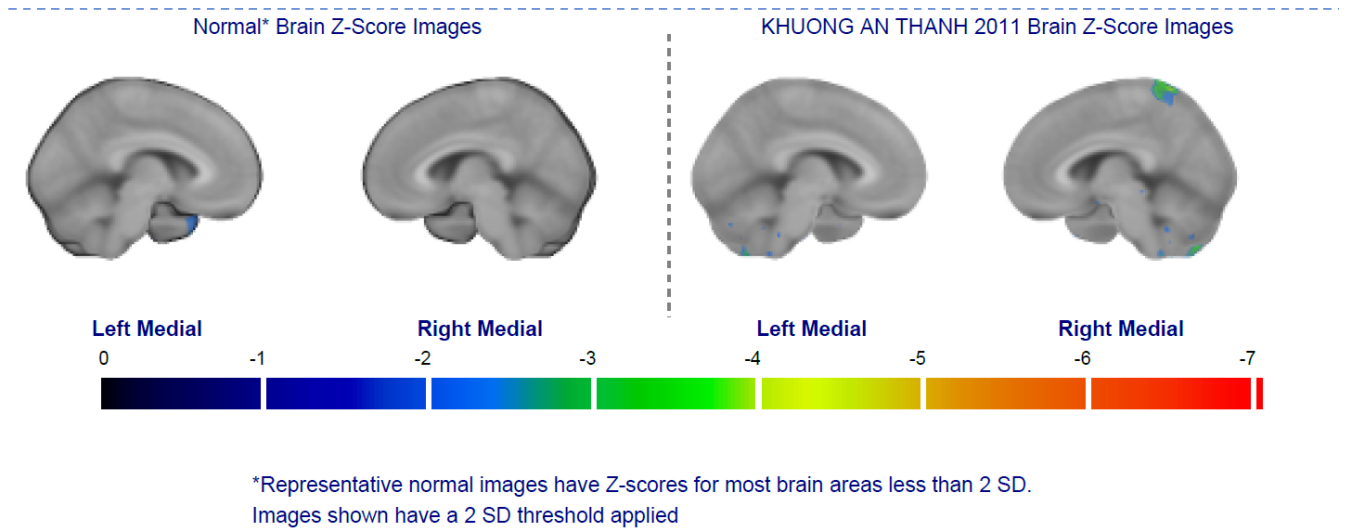 Normal* Brain Z-Score Images
KHUONG AN THANH 2011 Brain Z-Score Images
Left Medial
Right Medial
Left Medial
Right Medial
0 -1 -2 -3 -4 -5 -6 -7
*Representative normal images have Z-scores for most brain areas less than 2 SD.
Images shown have a 2 SD threshold applied